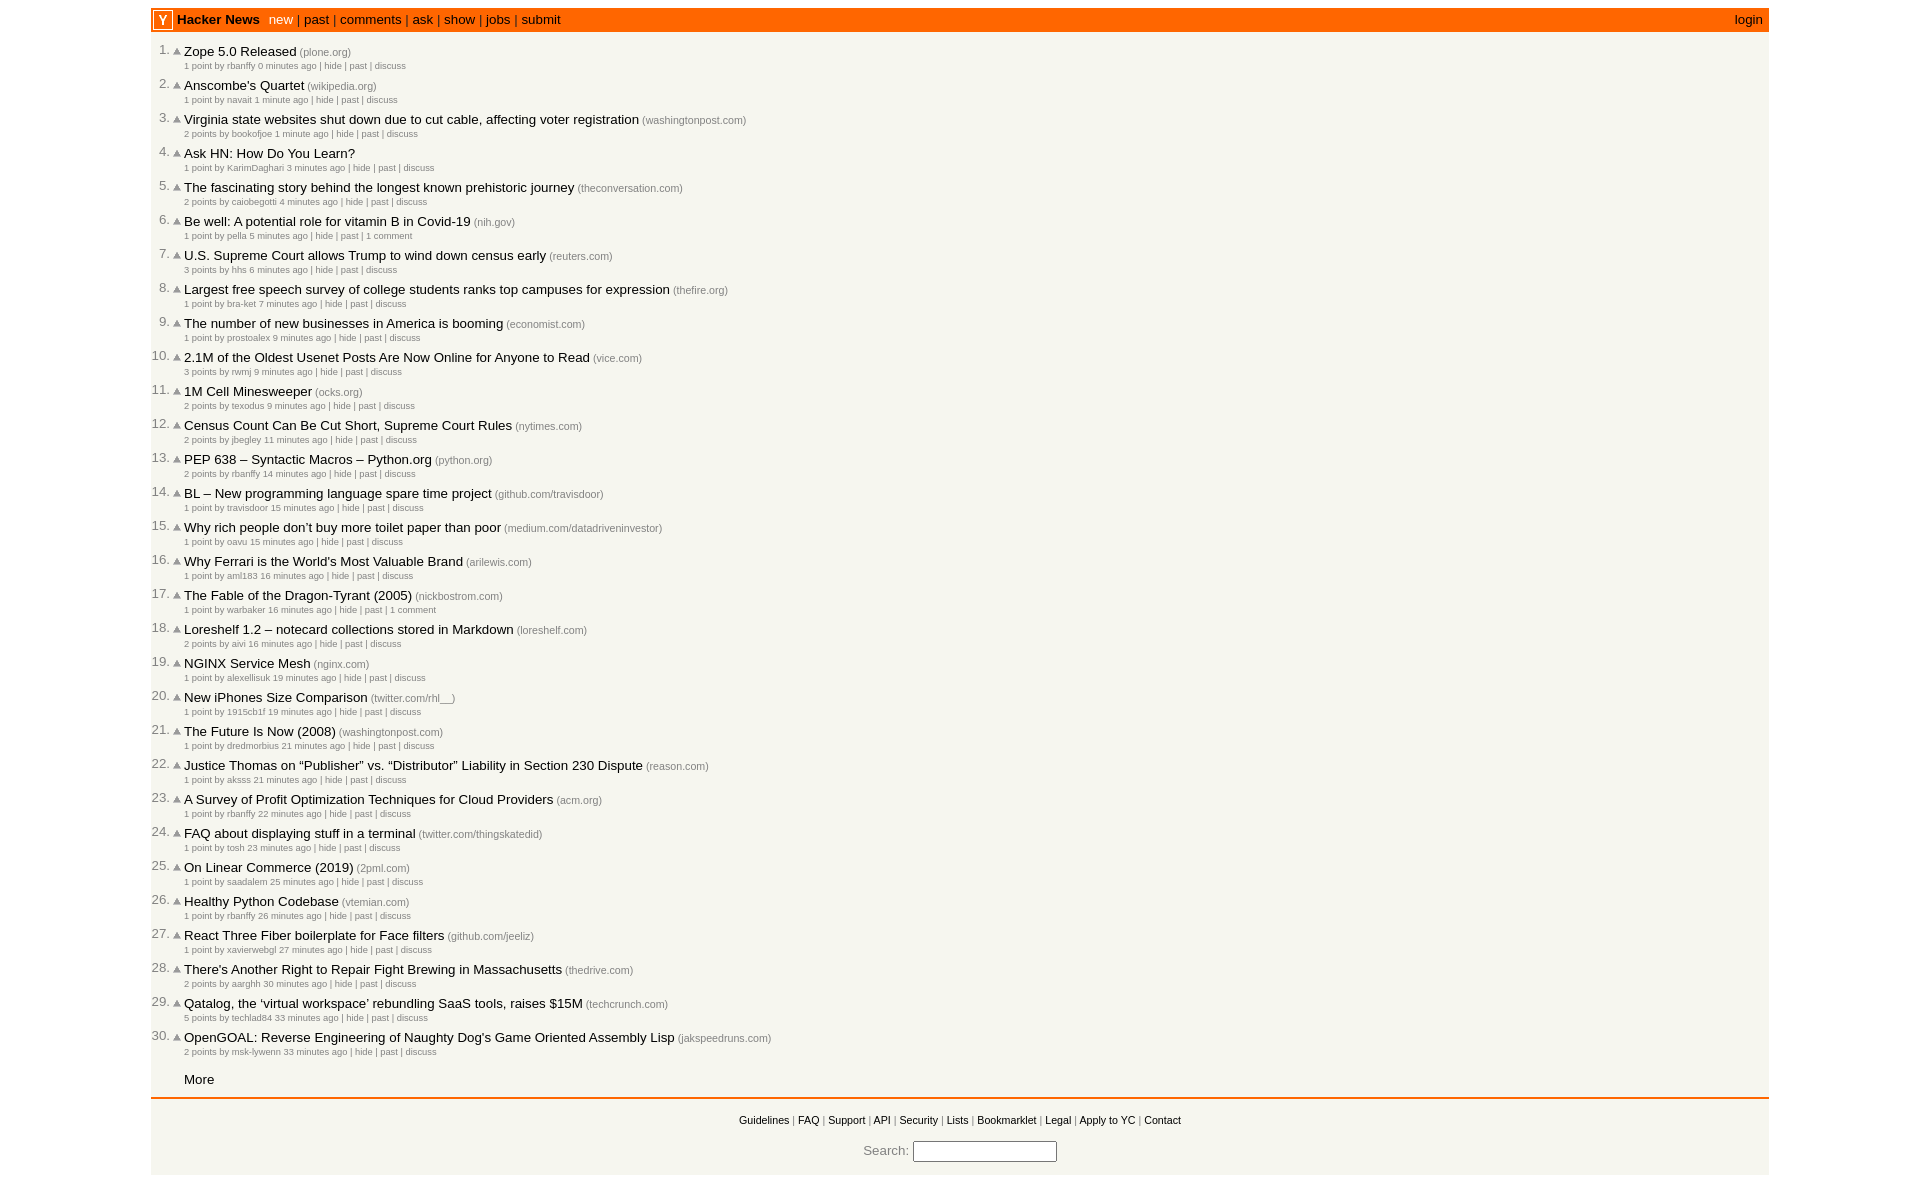 Y Hacker News new | past | comments | ask | show | jobs | submit login
1. Zope 5.0 Released (plone.org)
1 point by rbanffy 0 minutes ago | hide | past | discuss
2. Anscombe's Quartet (wikipedia.org)
1 point by navait 1 minute ago | hide | past | discuss
3. Virginia state websites shut down due to cut cable, affecting voter registration (washingtonpost.com)
2 points by bookofjoe 1 minute ago | hide | past | discuss
4. Ask HN: How Do You Learn?
1 point by KarimDaghari 3 minutes ago | hide | past | discuss
5. The fascinating story behind the longest known prehistoric journey (theconversation.com)
2 points by caiobegotti 4 minutes ago | hide | past | discuss
6. Be well: A potential role for vitamin B in Covid-19 (nih.gov)
1 point by pella 5 minutes ago | hide | past | 1 comment
7. U.S. Supreme Court allows Trump to wind down census early (reuters.com)
3 points by hhs 6 minutes ago | hide | past | discuss
8. Largest free speech survey of college students ranks top campuses for expression (thefire.org)
1 point by bra-ket 7 minutes ago | hide | past | discuss
9. The number of new businesses in America is booming (economist.com)
1 point by prostoalex 9 minutes ago | hide | past | discuss
10. 2.1M of the Oldest Usenet Posts Are Now Online for Anyone to Read (vice.com)
3 points by rwmj 9 minutes ago | hide | past | discuss
11. 1M Cell Minesweeper (ocks.org)
2 points by texodus 9 minutes ago | hide | past | discuss
12. Census Count Can Be Cut Short, Supreme Court Rules (nytimes.com)
2 points by jbegley 11 minutes ago | hide | past | discuss
13. PEP 638 – Syntactic Macros – Python.org (python.org)
2 points by rbanffy 14 minutes ago | hide | past | discuss
14. BL – New programming language spare time project (github.com/travisdoor)
1 point by travisdoor 15 minutes ago | hide | past | discuss
15. Why rich people don’t buy more toilet paper than poor (medium.com/datadriveninvestor)
1 point by oavu 15 minutes ago | hide | past | discuss
16. Why Ferrari is the World's Most Valuable Brand (arilewis.com)
1 point by aml183 16 minutes ago | hide | past | discuss
17. The Fable of the Dragon-Tyrant (2005) (nickbostrom.com)
1 point by warbaker 16 minutes ago | hide | past | 1 comment
18. Loreshelf 1.2 – notecard collections stored in Markdown (loreshelf.com)
2 points by aivi 16 minutes ago | hide | past | discuss
19. NGINX Service Mesh (nginx.com)
1 point by alexellisuk 19 minutes ago | hide | past | discuss
20. New iPhones Size Comparison (twitter.com/rhl__)
1 point by 1915cb1f 19 minutes ago | hide | past | discuss
21. The Future Is Now (2008) (washingtonpost.com)
1 point by dredmorbius 21 minutes ago | hide | past | discuss
22. Justice Thomas on “Publisher” vs. “Distributor” Liability in Section 230 Dispute (reason.com)
1 point by aksss 21 minutes ago | hide | past | discuss
23. A Survey of Profit Optimization Techniques for Cloud Providers (acm.org)
1 point by rbanffy 22 minutes ago | hide | past | discuss
24. FAQ about displaying stuff in a terminal (twitter.com/thingskatedid)
1 point by tosh 23 minutes ago | hide | past | discuss
25. On Linear Commerce (2019) (2pml.com)
1 point by saadalem 25 minutes ago | hide | past | discuss
26. Healthy Python Codebase (vtemian.com)
1 point by rbanffy 26 minutes ago | hide | past | discuss
27. React Three Fiber boilerplate for Face filters (github.com/jeeliz)
1 point by xavierwebgl 27 minutes ago | hide | past | discuss
28. There's Another Right to Repair Fight Brewing in Massachusetts (thedrive.com)
2 points by aarghh 30 minutes ago | hide | past | discuss
29. Qatalog, the ‘virtual workspace’ rebundling SaaS tools, raises $15M (techcrunch.com)
5 points by techlad84 33 minutes ago | hide | past | discuss
30. OpenGOAL: Reverse Engineering of Naughty Dog's Game Oriented Assembly Lisp (jakspeedruns.com)
2 points by msk-lywenn 33 minutes ago | hide | past | discuss
More
Guidelines | FAQ | Support | API | Security | Lists | Bookmarklet | Legal | Apply to YC | Contact
Search: